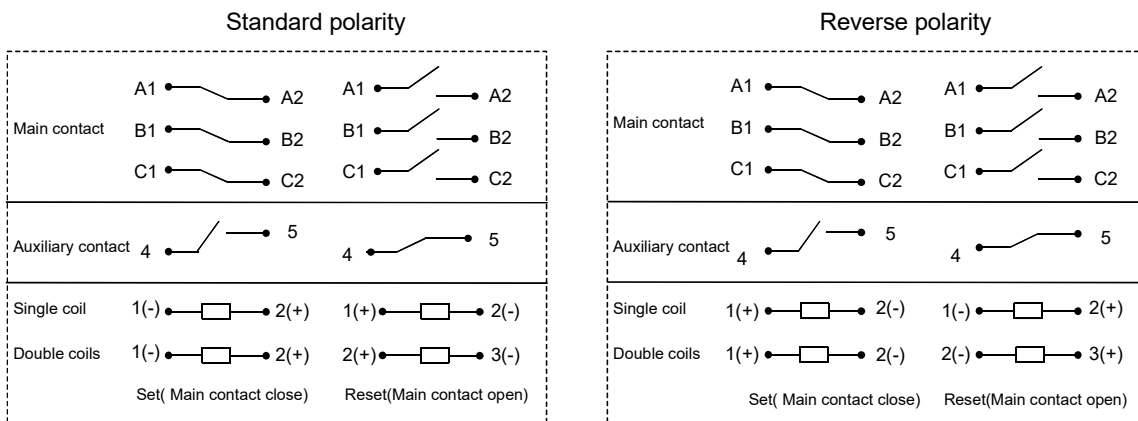 Standard polarity
Reverse polarity
Main contact
A1 A2 A1 A2
B1 B2 B1 B2
C1 C2 C1 C2
Auxiliary contact 4 5 4 5
Single coil 1(-) 2(+) 1(+) 2(-)
Double coils 1(-) 2(+) 2(+) 3(-)
Set( Main contact close) Reset(Main contact open)
Main contact
A1 A2 A1 A2
B1 B2 B1 B2
C1 C2 C1 C2
Auxiliary contact 4 5 4 5
Single coil 1(+) 2(-) 1(-) 2(+)
Double coils 1(+) 2(-) 2(-) 3(+)
Set( Main contact close) Reset(Main contact open)